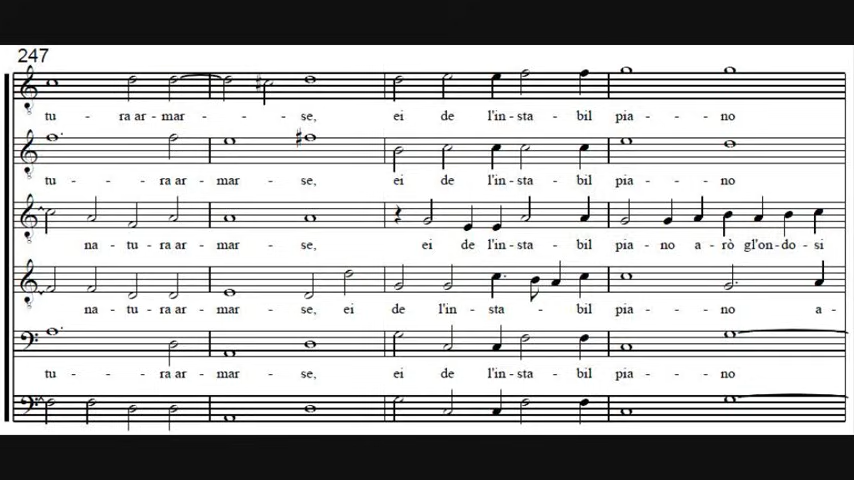 247
tu - - - ra ar - mar - - - se, ei de l'in - sta - bil pia - - - no
tu - - - ra ar - mar - se, ei de l'in - sta - bil pia - - - no
na - tu - ra ar - mar - se, ei de l'in - sta - bil pia - no a - rò gl'on - do - si
na - tu - ra ar - mar - se, ei de l'in - sta - bil pia - - - no a -
tu - - - ra ar - mar - se, ei de l'in - sta - bil pia - - - no